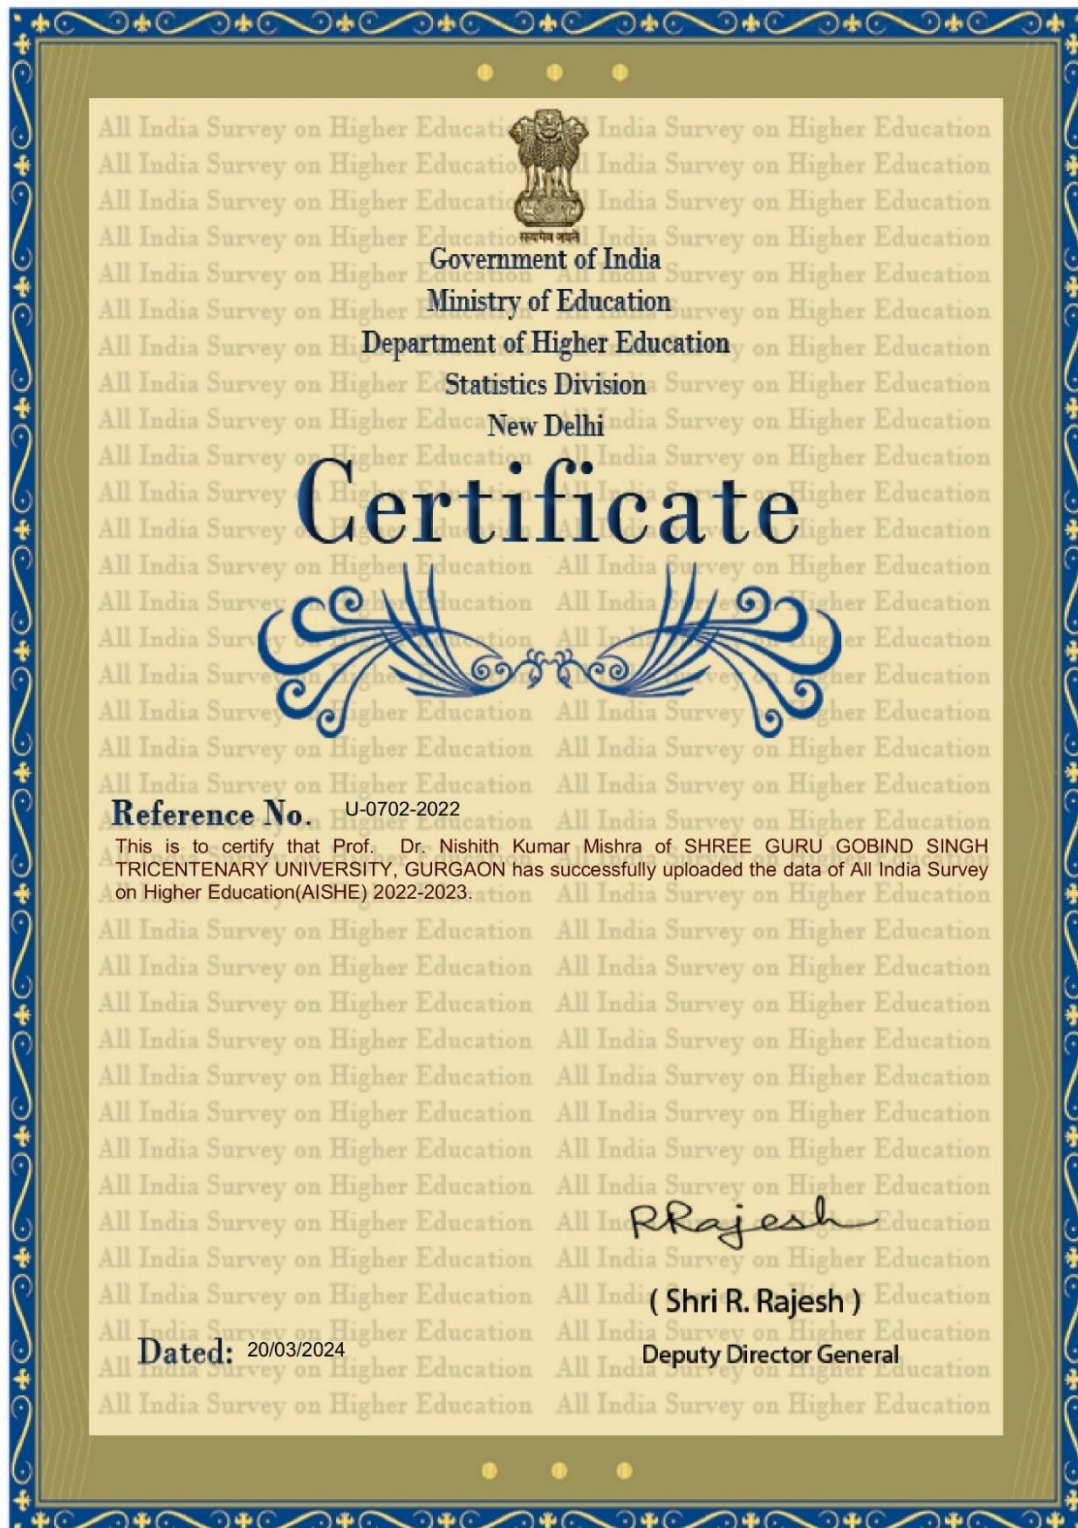 सत्यमेव जयते
Government of India
Ministry of Education
Department of Higher Education
Statistics Division
New Delhi
Certificate
Reference No. U-0702-2022
This is to certify that Prof. Dr. Nishith Kumar Mishra of SHREE GURU GOBIND SINGH
TRICENTENARY UNIVERSITY, GURGAON has successfully uploaded the data of All India Survey
on Higher Education(AISHE) 2022-2023.
RRajesh
( Shri R. Rajesh )
Dated: 20/03/2024
Deputy Director General